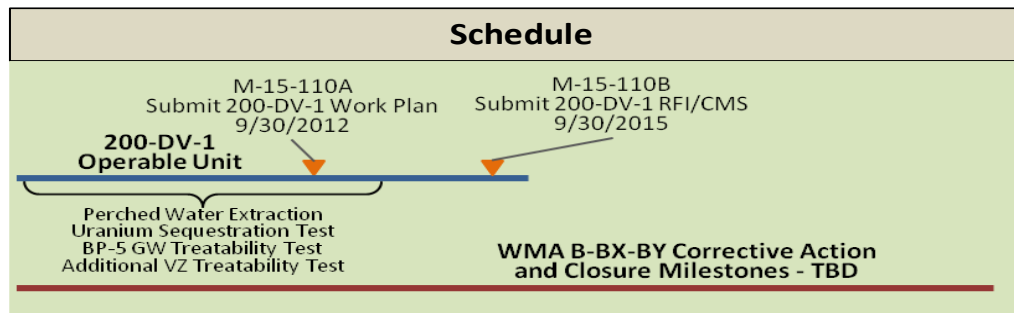 Schedule
M-15-110A
Submit 200-DV-1 Work Plan
9/30/2012
M-15-110B
Submit 200-DV-1 RFI/CMS
9/30/2015
200-DV-1
Operable Unit
Perched Water Extraction
Uranium Sequestration Test
BP-5 GW Treatability Test
Additional VZ Treatability Test
WMA B-BX-BY Corrective Action
and Closure Milestones - TBD